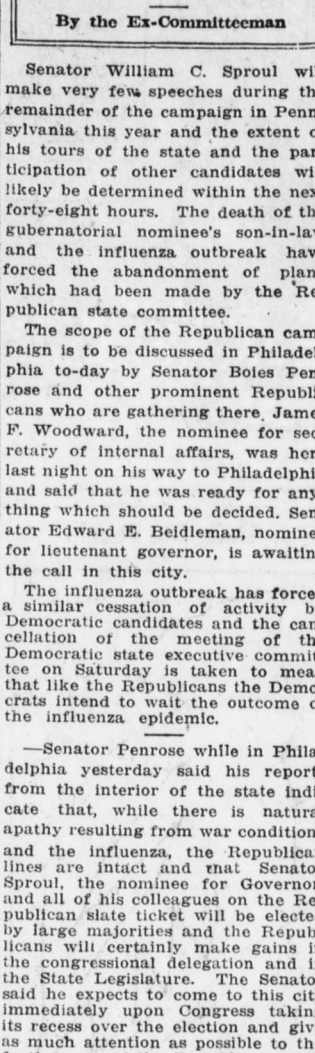 By the Ex-Committeeman
Senator William C. Sproul wi
make very few speeches during th
remainder of the campaign in Penn
sylvania this year and the extent o
his tours of the state and the par
ticipation of other candidates wi
likely be determined within the nex
forty-eight hours. The death of th
gubernatorial nominee's son-in-la
and the influenza outbreak hav
forced the abandonment of plan
which had been made by the Re
publican state committee.
The scope of the Republican cam
paign is to be discussed in Philadel
phia to-day by Senator Boies Pen
rose and other prominent Republi
cans who are gathering there. Jame
F. Woodward, the nominee for sec
retary of internal affairs, was her
last night on his way to Philadelphi
and said that he was ready for any
thing which should be decided. Sen
ator Edward E. Beidleman, nomine
for lieutenant governor, is awaitin
the call in this city.
The influenza outbreak has force
a similar cessation of activity b
Democratic candidates and the can
cellation of the meeting of th
Democratic state executive commit
tee on Saturday is taken to mea
that like the Republicans the Demo
crats intend to wait the outcome o
the influenza epidemic.
—Senator Penrose while in Phila
delphia yesterday said his report
from the interior of the state indi
cate that, while there is natura
apathy resulting from war condition
and the influenza, the Republica
lines are intact and that Senato
Sproul, the nominee for Governor
and all of his colleagues on the Re
publican slate ticket will be electe
by large majorities and the Repub
licans will certainly make gains i
the congressional delegation and i
the State Legislature. The Senato
said he expects to come to this cit
immediately upon Congress takin
its recess over the election and giv
as much attention as possible to th